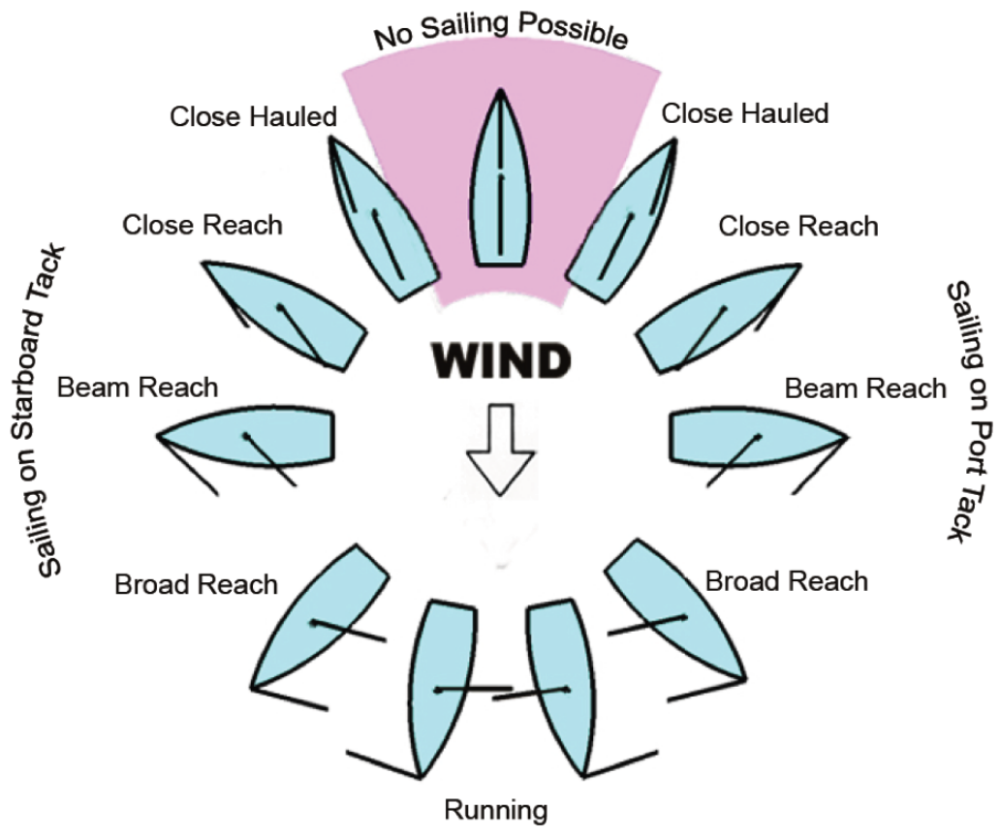 No Sailing Possible
Close Hauled
Close Hauled
Close Reach
Close Reach
Sailing on Starboard Tack
Sailing on Port Tack
WIND
Beam Reach
Beam Reach
Broad Reach
Broad Reach
Running